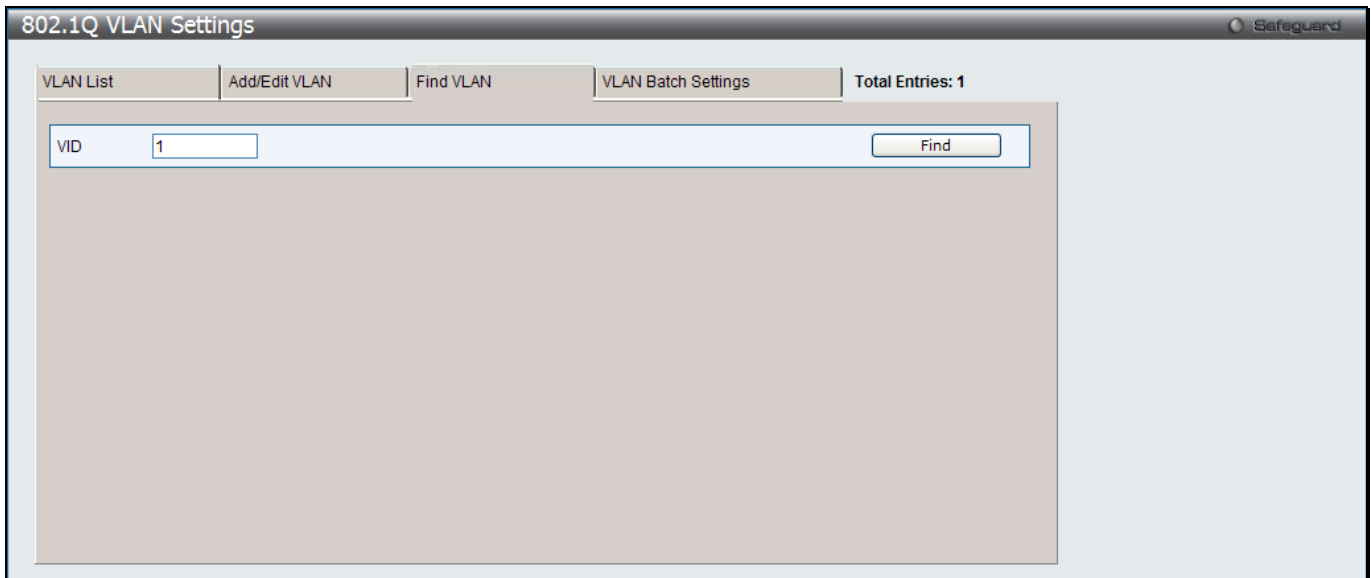 802.1Q VLAN Settings
Safeguard
VLAN List
Add/Edit VLAN
Find VLAN
VLAN Batch Settings
Total Entries: 1
VID
1
Find